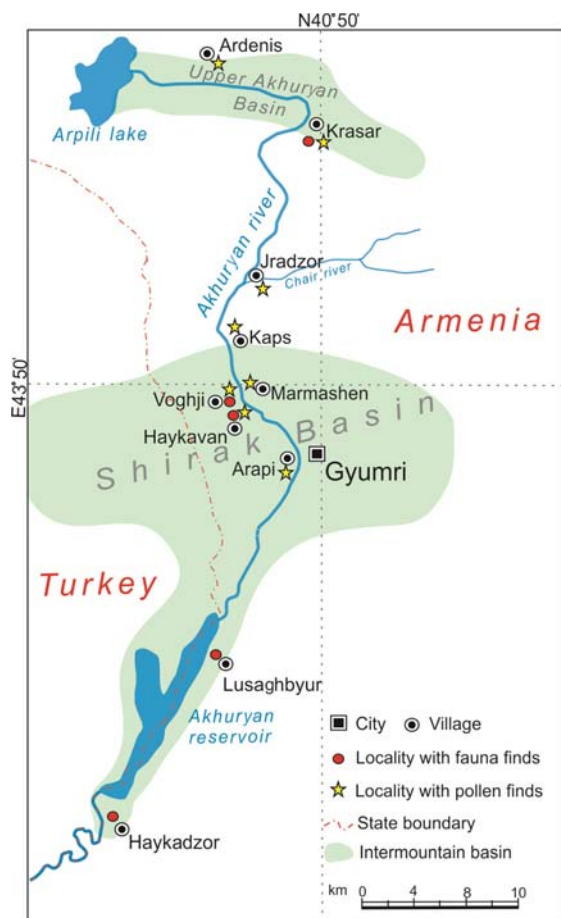 N40°50'
Ardenis
Upper Akhuryan
Basin
Arpili lake
Krasar
Akhuryan river
Jradzor
Chair river
Armenia
Kaps
E43°50'
Marmashen
Voghji
Haykavan
Shirak Basin
Arapi
Gyumri
Turkey
Lusaghbyur
Akhuryan
reservoir
Haykadzor
City
Village
Locality with fauna finds
Locality with pollen finds
State boundary
Intermountain basin
km 0 4 6 10